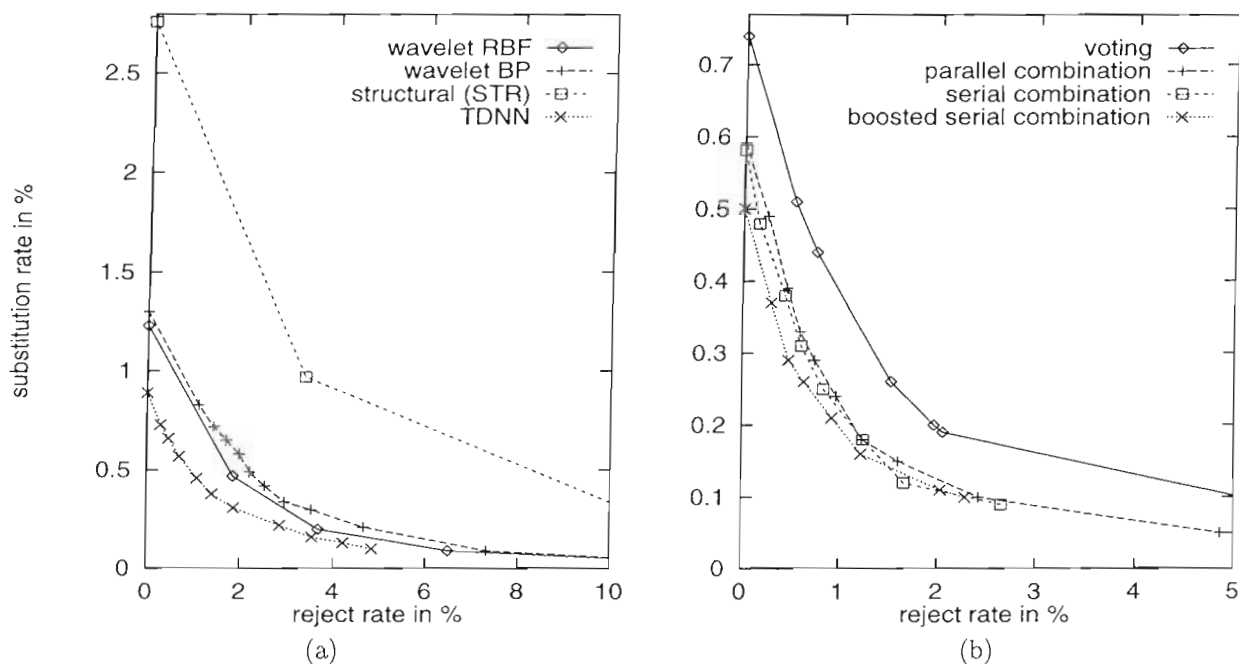 substitution rate in %
2.5
2
1.5
1
0.5
0
0
2
4
6
8
10
reject rate in %
wavelet RBF
wavelet BP
structural (STR)
TDNN
(a)
0.7
0.6
0.5
0.4
0.3
0.2
0.1
0
0
1
2
3
4
5
reject rate in %
voting
parallel combination
serial combination
boosted serial combination
(b)